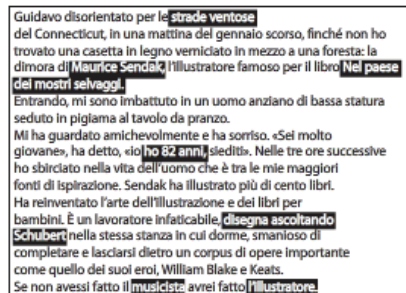 Guidavo disorientato per le strade ventose
del Connecticut, in una mattina del gennaio scorso, finché non ho
trovato una casetta in legno verniciato in mezzo a una foresta: la
dimora di Maurice Sendak, l'illustratore famoso per il libro Nel paese
dei mostri selvaggi.
Entrando, mi sono imbattuto in un uomo anziano di bassa statura
seduto in pigiama al tavolo da pranzo.
Mi ha guardato amichevolmente e ha sorriso. «Sei molto
giovane», ha detto, «io ho 82 anni, siediti». Nelle tre ore successive
ho sbirciato nella vita dell'uomo che è tra le mie maggiori
fonti di ispirazione. Sendak ha illustrato più di cento libri.
Ha reinventato l'arte dell'illustrazione e dei libri per
bambini. È un lavoratore infaticabile, disegna ascoltando
Schubert nella stessa stanza in cui dorme, smanioso di
completare e lasciarsi dietro un corpus di opere importante
come quello dei suoi eroi, William Blake e Keats.
Se non avessi fatto il musicista avrei fatto l'illustratore.